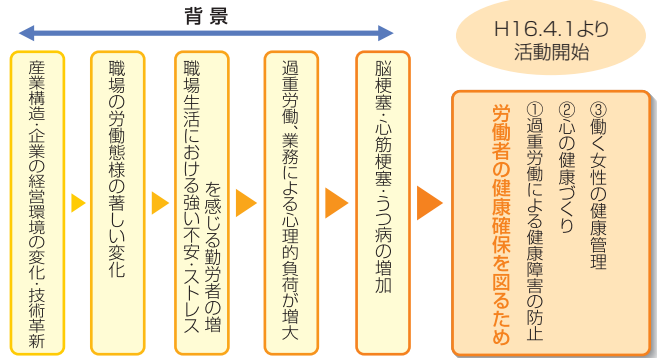 背景
産業構造・企業の経営環境の変化・技術革新
職場の労働態様の著しい変化
職場生活における強い不安・ストレス
を感じる勤労者の増
過重労働、業務による心理的負荷が増大
脳梗塞・心筋梗塞・うつ病の増加
H16.4.1より
活動開始
労働者の健康確保を図るため
①過重労働による健康障害の防止
②心の健康づくり
③働く女性の健康管理